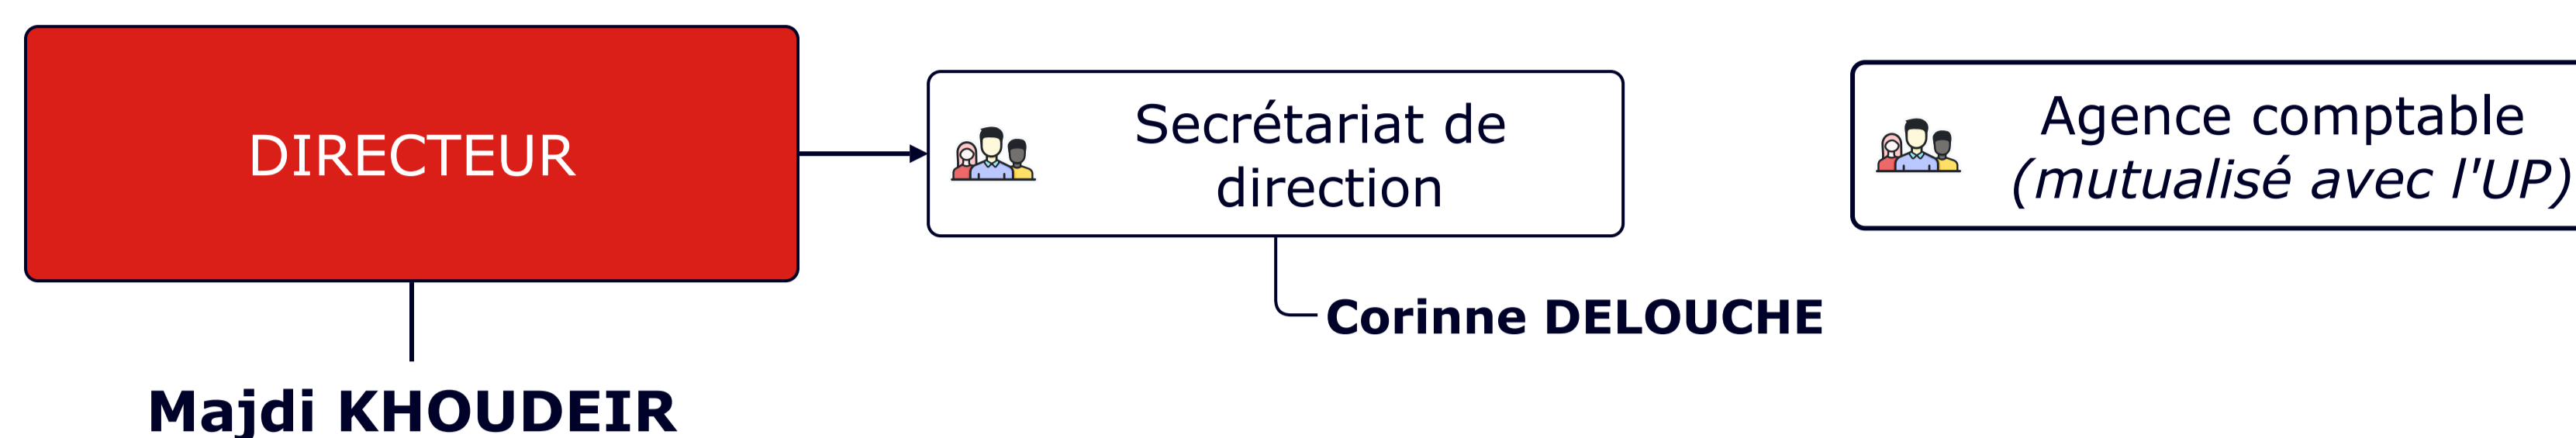 DIRECTEUR
Secrétariat de
direction
Agence comptable
(mutualisé avec l'UP)
Corinne DELOUCHE
Majdi KHOUDEIR